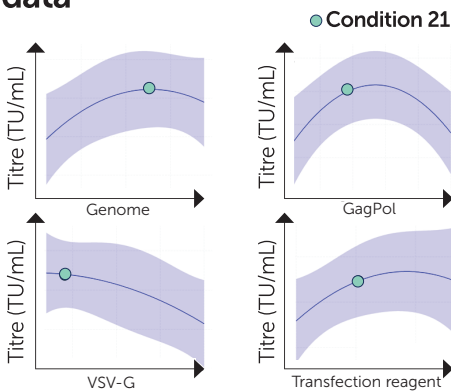 data
Condition 21
Titre (TU/mL)
Genome
Titre (TU/mL)
GagPol
Titre (TU/mL)
VSV-G
Titre (TU/mL)
Transfection reagent